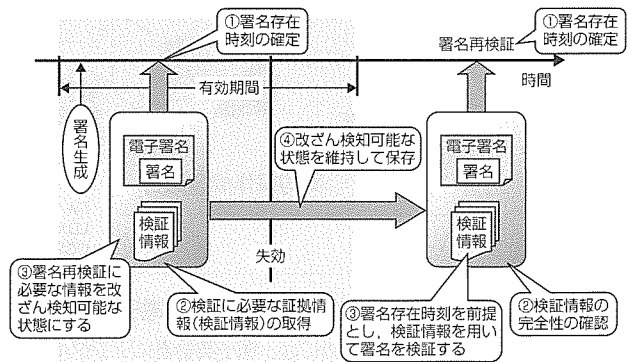 ①署名存在
時刻の確定
①署名存在
時刻の確定
署名再検証
時間
有効期間
署名生成
電子署名
署名
検証
情報
④改ざん検知可能な
状態を維持して保存
電子署名
署名
検証
情報
失効
③署名再検証に
必要な情報を改
ざん検知可能な
状態にする
②検証に必要な証拠情
報(検証情報)の取得
③署名存在時刻を前提
とし,検証情報を用い
て署名を検証する
②検証情報の
完全性の確認